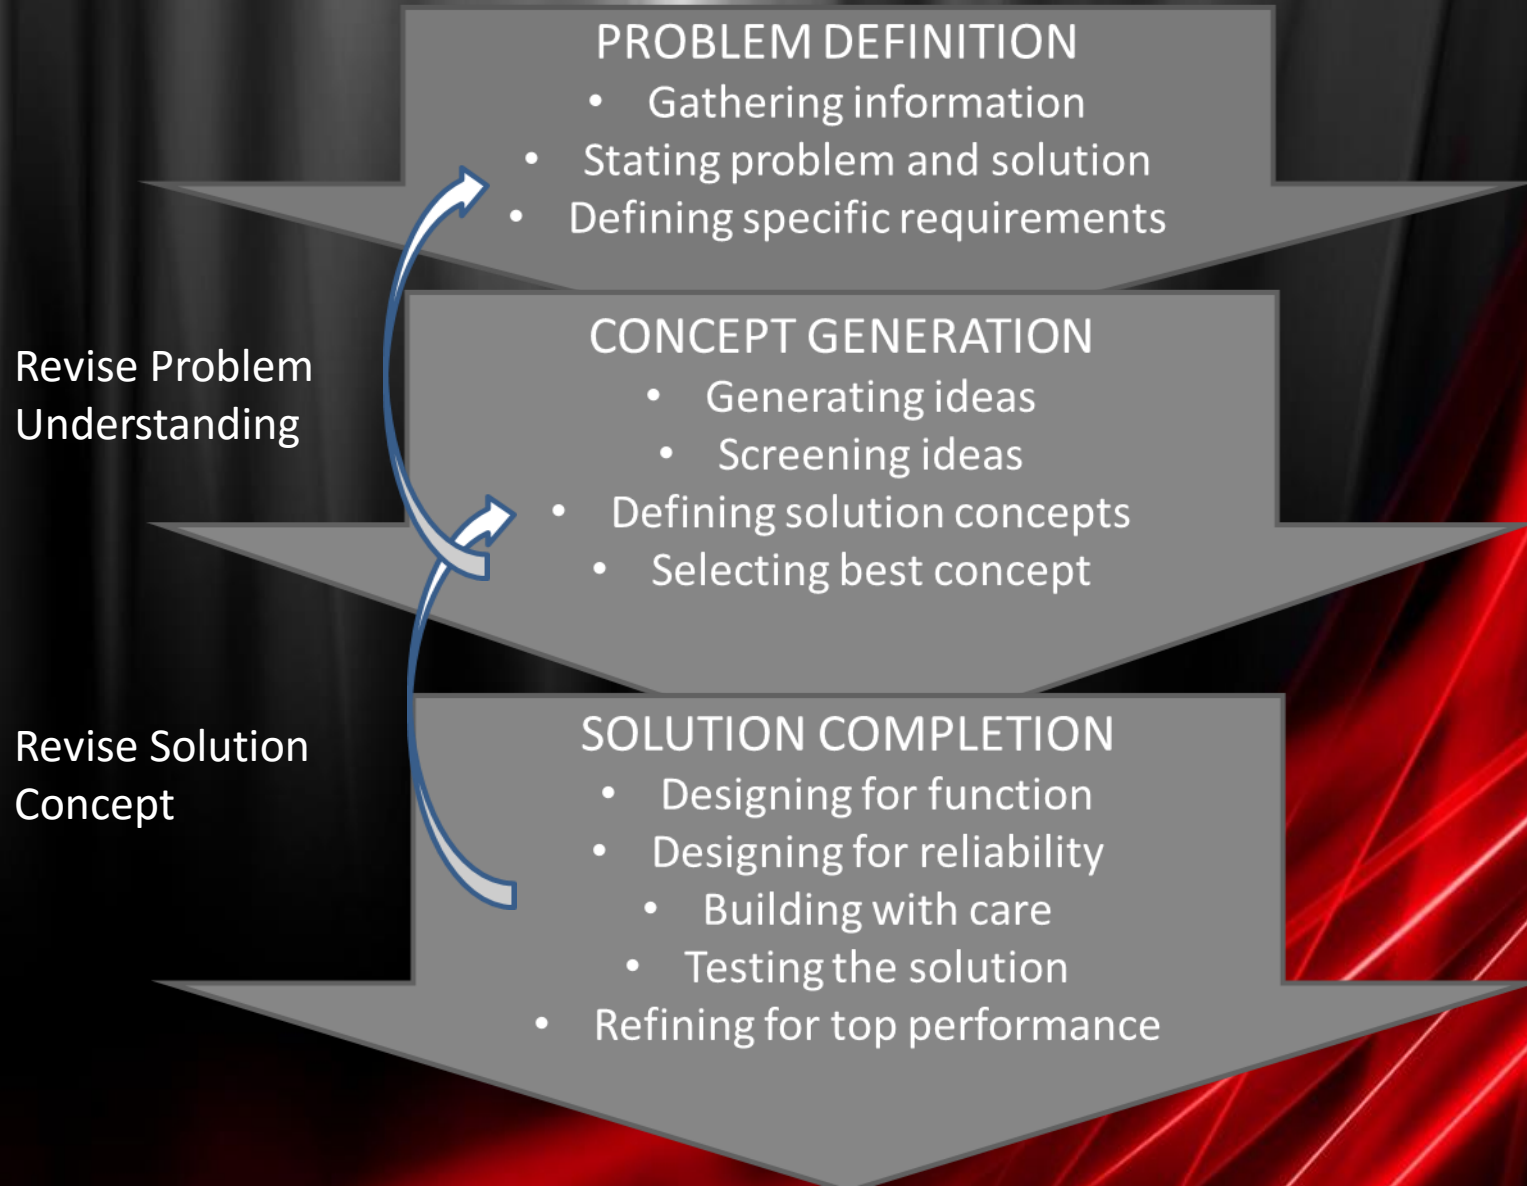 PROBLEM DEFINITION
• Gathering information
• Stating problem and solution
• Defining specific requirements
Revise Problem
Understanding
CONCEPT GENERATION
• Generating ideas
• Screening ideas
• Defining solution concepts
• Selecting best concept
Revise Solution
Concept
SOLUTION COMPLETION
• Designing for function
• Designing for reliability
• Building with care
• Testing the solution
• Refining for top performance